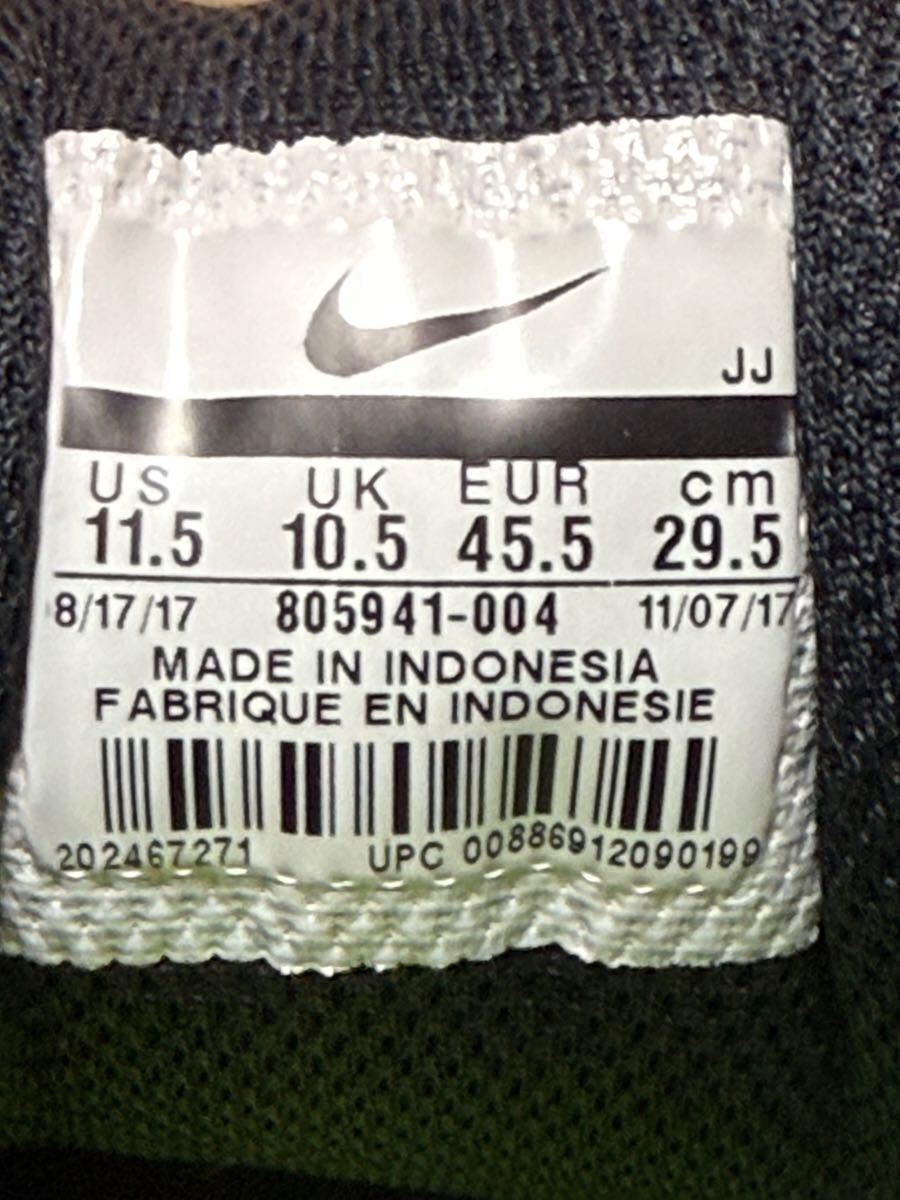 JJ
US UK EUR cm
11.5 10.5 45.5 29.5
8/17/17 805941-004 11/07/17
MADE IN INDONESIA
FABRIQUE EN INDONESIE
202467271 UPC 00886912090199